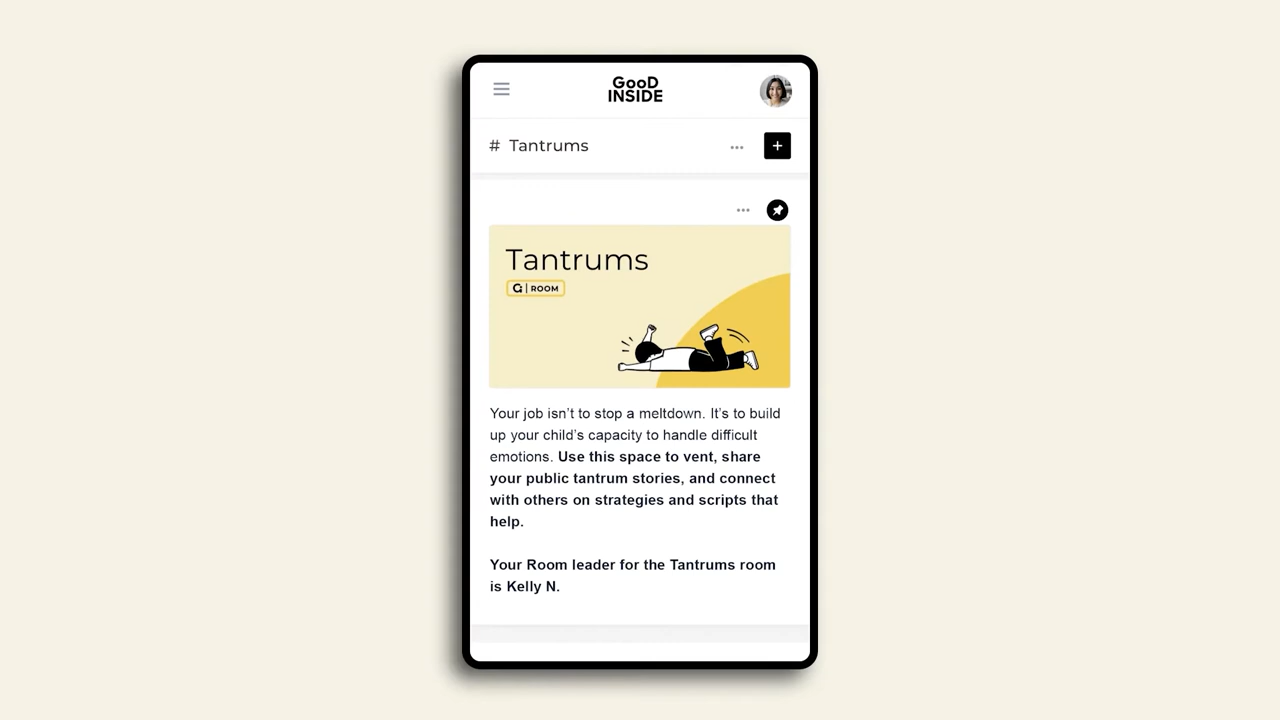 GooD
INSIDE
# Tantrums
Tantrums
G | ROOM
Your job isn't to stop a meltdown. It's to build
up your child's capacity to handle difficult
emotions. Use this space to vent, share
your public tantrum stories, and connect
with others on strategies and scripts that
help.
Your Room leader for the Tantrums room
is Kelly N.